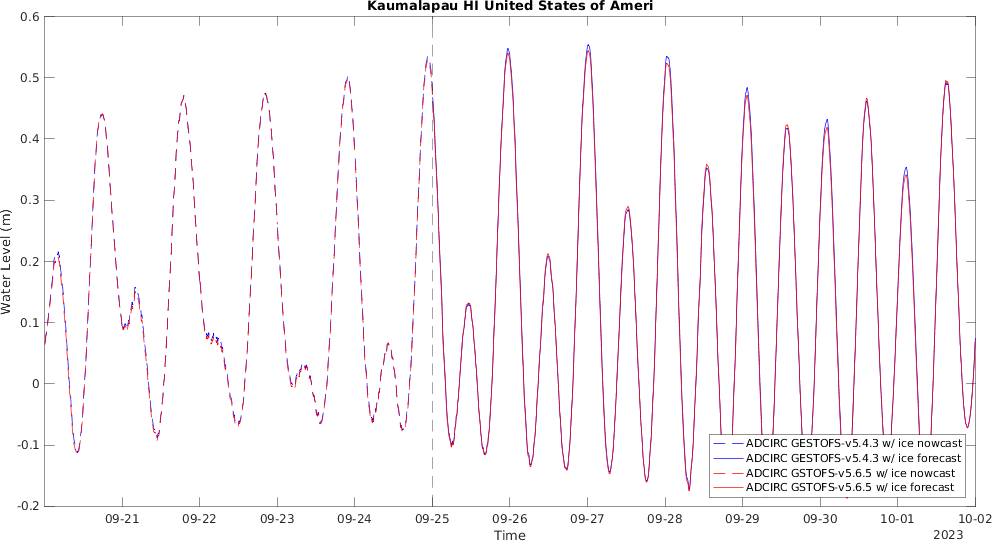 Kaumalapau HI United States of Ameri
0.6
0.5
0.4
0.3
0.2
0.1
0
-0.1
-0.2
Water Level (m)
ADCIRC GESTOFS-v5.4.3 w/ ice nowcast
ADCIRC GESTOFS-v5.4.3 w/ ice forecast
ADCIRC GSTOFS-v5.6.5 w/ ice nowcast
ADCIRC GSTOFS-v5.6.5 w/ ice forecast
09-21 09-22 09-23 09-24 09-25 09-26 09-27 09-28 09-29 09-30 10-01 10-02
Time
2023